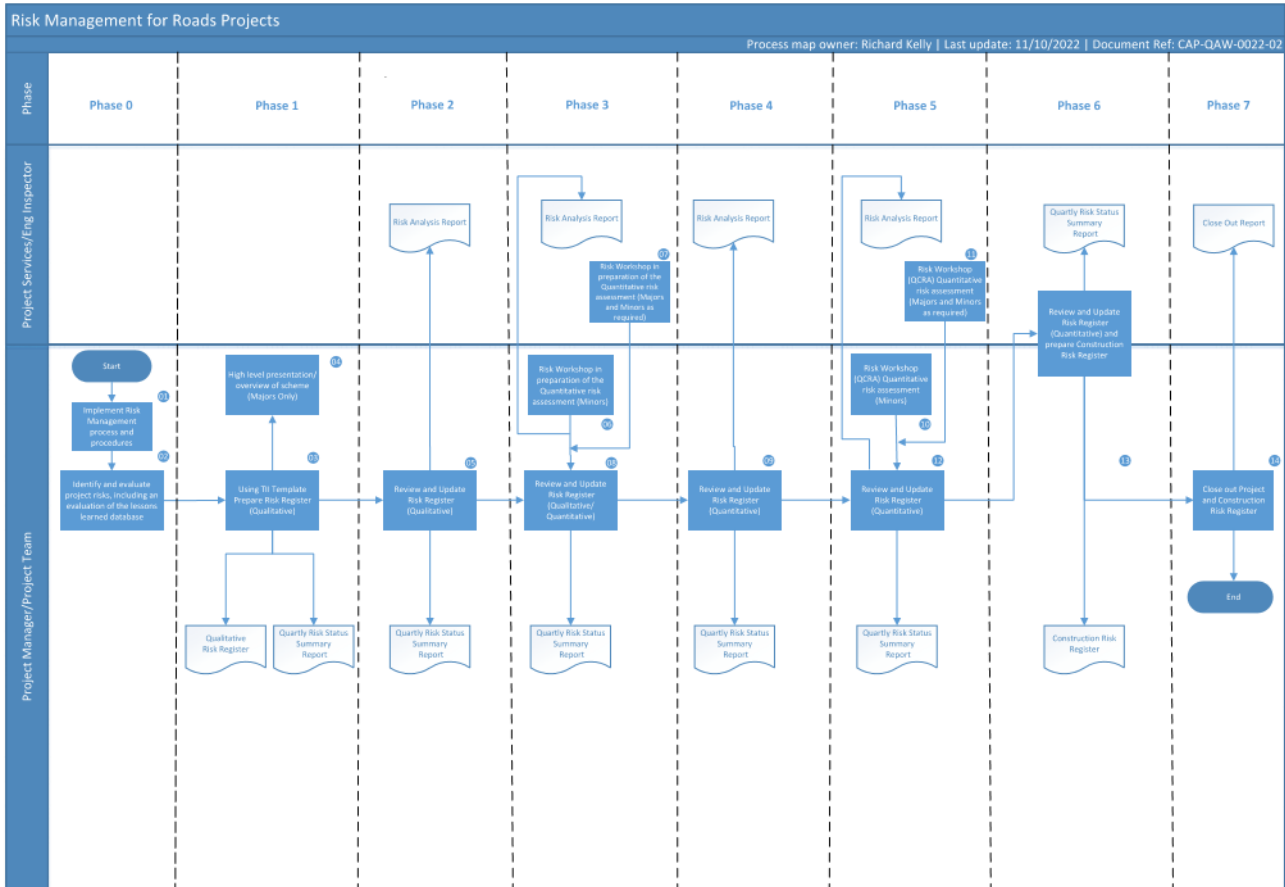 Risk Management for Roads Projects
Process map owner: Richard Kelly | Last update: 11/10/2022 | Document Ref: CAP-QAW-0022-02
Phase
Phase 0
Phase 1
Phase 2
Phase 3
Phase 4
Phase 5
Phase 6
Phase 7
Project Services/Eng Inspector
Risk Analysis Report
Risk Analysis Report
07
Risk Workshop in
preparation of the
Quantitative risk
assessment (Majors
and Minors as
required)
Risk Analysis Report
Risk Analysis Report
11
Risk Workshop
(QCRA) Quantitative
risk assessment
(Majors and Minors
as required)
Quartly Risk Status
Summary
Report
Review and Update
Risk Register
(Quantitative) and
prepare Construction
Risk Register
Close Out Report
Project Manager/Project Team
Start
01
Implement Risk
Management
process and
procedures
02
Identify and evaluate
project risks, including an
evaluation of the lessons
learned database
04
High level presentation/
overview of scheme
(Majors Only)
03
Using TII Template
Prepare Risk Register
(Qualitative)
Qualitative
Risk Register
Quartly Risk Status
Summary
Report
05
Review and Update
Risk Register
(Qualitative)
Quartly Risk Status
Summary
Report
Risk Workshop in
preparation of the
Quantitative risk
assessment (Minors)
06
08
Review and Update
Risk Register
(Qualitative/
Quantitative)
Quartly Risk Status
Summary
Report
09
Review and Update
Risk Register
(Quantitative)
Quartly Risk Status
Summary
Report
Risk Workshop
(QCRA) Quantitative
risk assessment
(Minors)
10
12
Review and Update
Risk Register
(Quantitative)
Quartly Risk Status
Summary
Report
13
Construction Risk
Register
14
Close out Project
and Construction
Risk Register
End